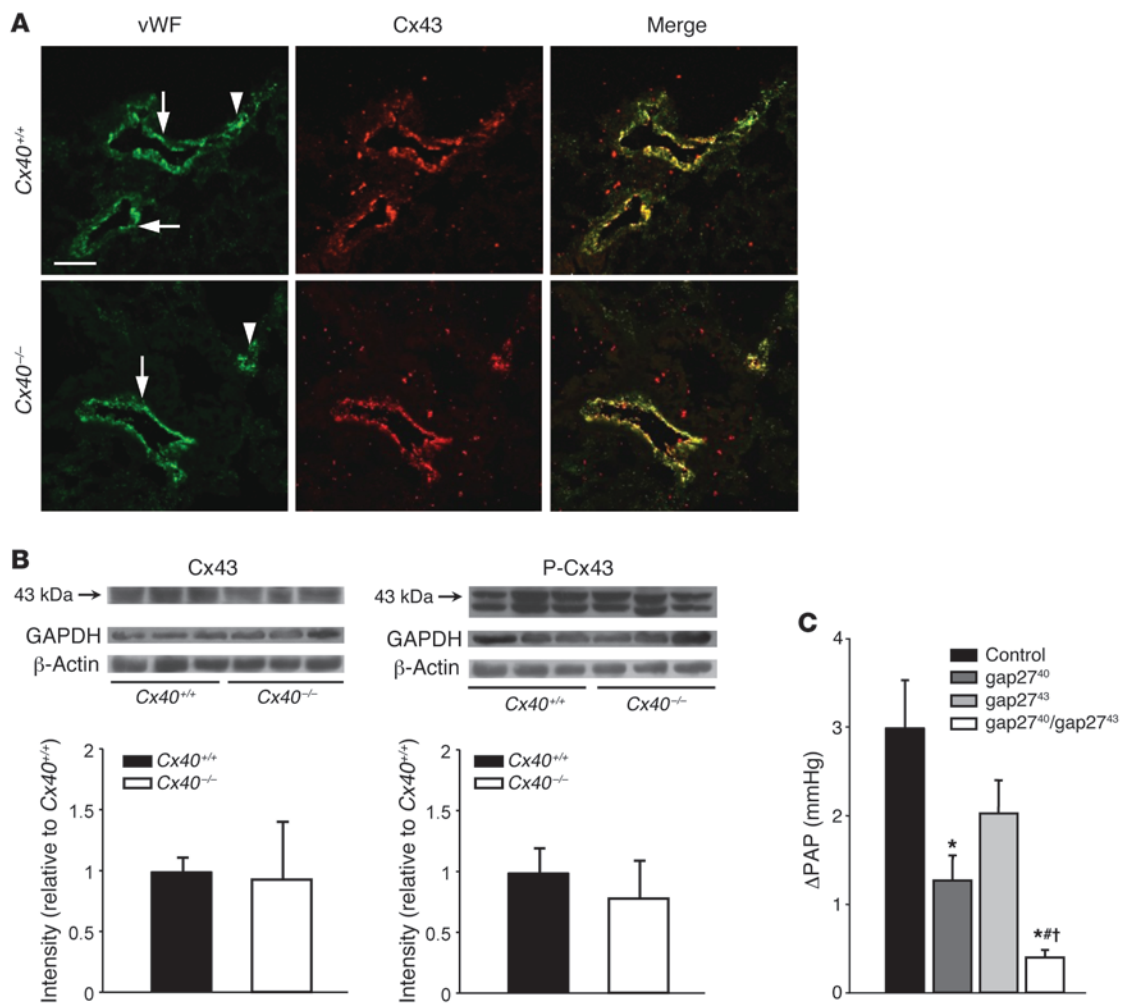 A
vWF Cx43 Merge
Cx40+/+
Cx40−/−
B
Cx43
43 kDa →
GAPDH
β-Actin
Cx40+/+ Cx40−/−
P-Cx43
43 kDa →
GAPDH
β-Actin
Cx40+/+ Cx40−/−
Intensity (relative to Cx40+/+)
2
1.5
1
0.5
0
Cx40+/+
Cx40−/−
Intensity (relative to Cx40+/+)
2
1.5
1
0.5
0
Cx40+/+
Cx40−/−
C
ΔPAP (mmHg)
4
3
2
1
0
Control
gap27⁴⁰
gap27⁴³
gap27⁴⁰/gap27⁴³
*
*#†